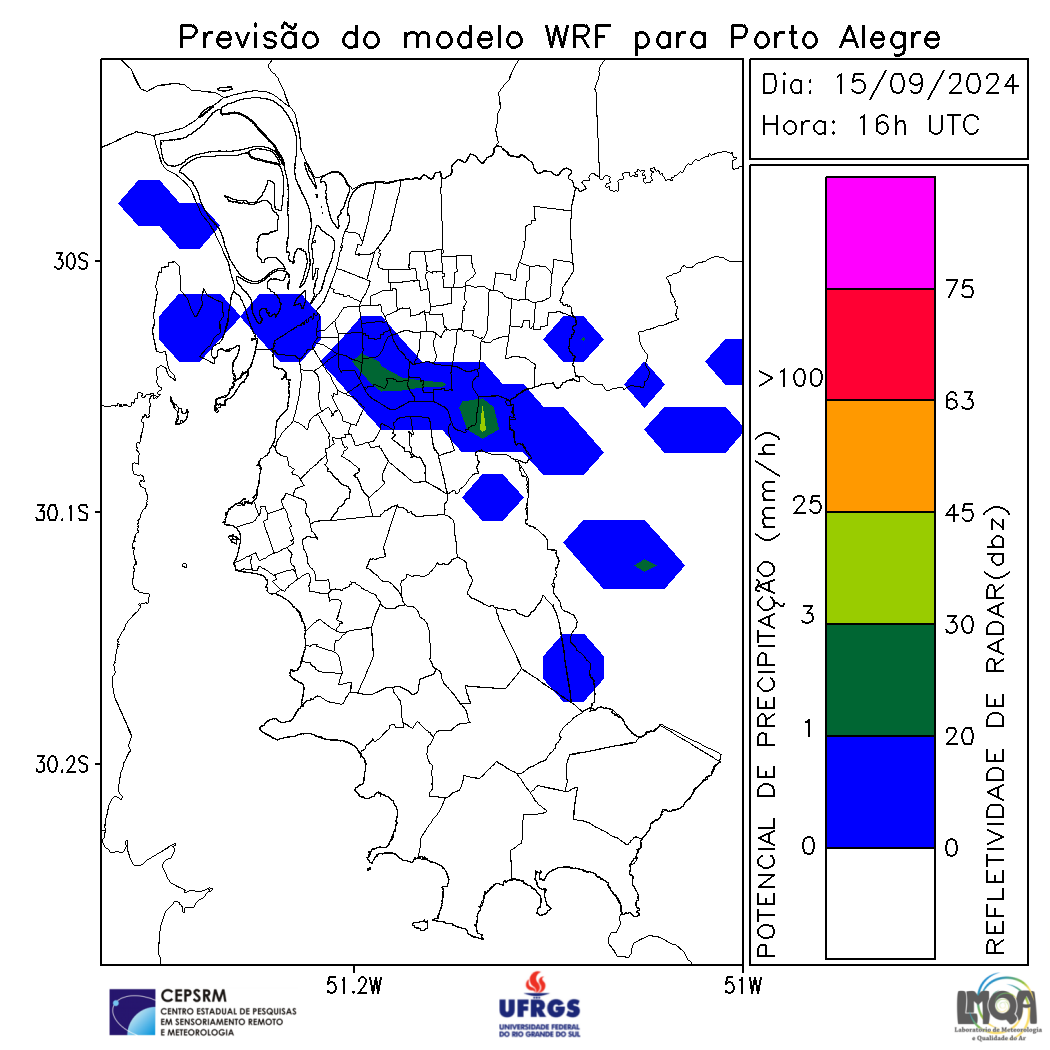 Previsão do modelo WRF para Porto Alegre
Dia: 15/09/2024
Hora: 16h UTC
30S
30.1S
30.2S
51.2W
51W
POTENCIAL DE PRECIPITAÇÃO (mm/h)
>100
25
3
1
0
75
63
45
30
20
0
REFLETIVIDADE DE RADAR(dbz)
CEPSRM
CENTRO ESTADUAL DE PESQUISAS
EM SENSORIAMENTO REMOTO
E METEOROLOGIA
UFRGS
UNIVERSIDADE FEDERAL
DO RIO GRANDE DO SUL
LMQA
Laboratório de Meteorologia
e Qualidade do Ar